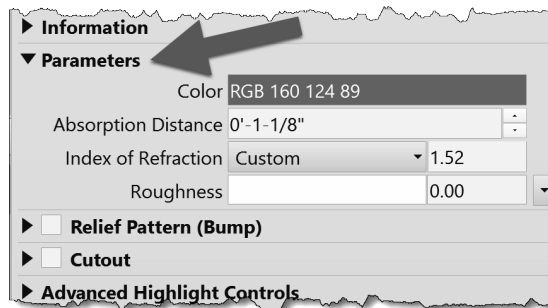 Information
Parameters
Color RGB 160 124 89
Absorption Distance 0'-1-1/8"
Index of Refraction Custom 1.52
Roughness 0.00
Relief Pattern (Bump)
Cutout
Advanced Highlight Controls